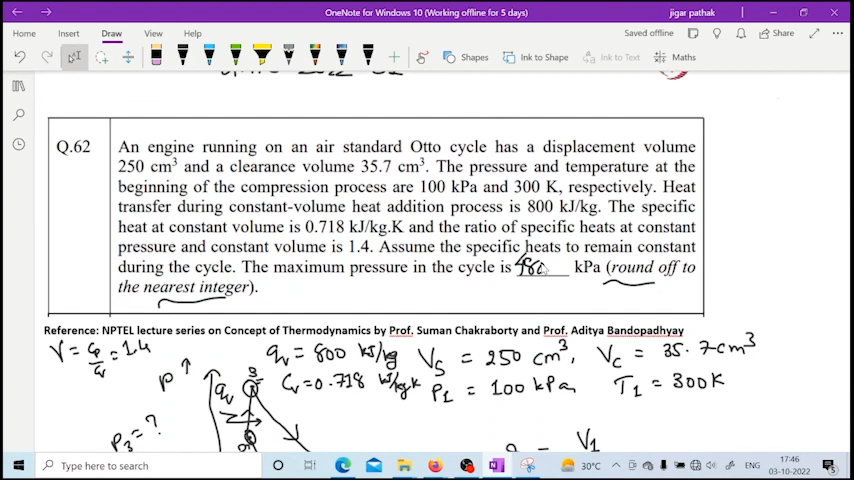 OneNote for Windows 10 (Working offline for 5 days)
jigar pathak
Home Insert Draw View Help
Saved offline Share
Shapes Ink to Shape Ink to Text Maths
Q.62
An engine running on an air standard Otto cycle has a displacement volume
250 cm³ and a clearance volume 35.7 cm³. The pressure and temperature at the
beginning of the compression process are 100 kPa and 300 K, respectively. Heat
transfer during constant-volume heat addition process is 800 kJ/kg. The specific
heat at constant volume is 0.718 kJ/kg.K and the ratio of specific heats at constant
pressure and constant volume is 1.4. Assume the specific heats to remain constant
during the cycle. The maximum pressure in the cycle is 480 kPa (round off to
the nearest integer).
Reference: NPTEL lecture series on Concept of Thermodynamics by Prof. Suman Chakraborty and Prof. Aditya Bandopadhyay
γ = Cp/Cv = 1.4 qv = 800 kJ/kg Vs = 250 cm³, Vc = 35.7 cm³
P ↑ qv 3 Cv = 0.718 kJ/kg K P1 = 100 kPa, T1 = 300K
P3 = ? V1
Type here to search
30°C ENG 17:46
03-10-2022